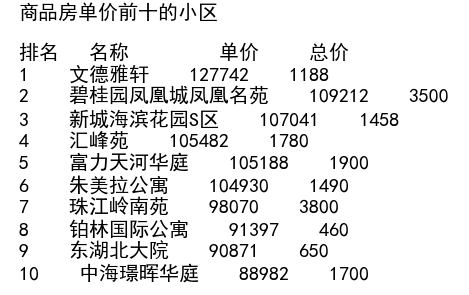 商品房单价前十的小区
排名 名称 单价 总价
1 文德雅轩 127742 1188
2 碧桂园凤凰城凤凰名苑 109212 3500
3 新城海滨花园S区 107041 1458
4 汇峰苑 105482 1780
5 富力天河华庭 105188 1900
6 朱美拉公寓 104930 1490
7 珠江岭南苑 98070 3800
8 铂林国际公寓 91397 460
9 东湖北大院 90871 650
10 中海璟晖华庭 88982 1700